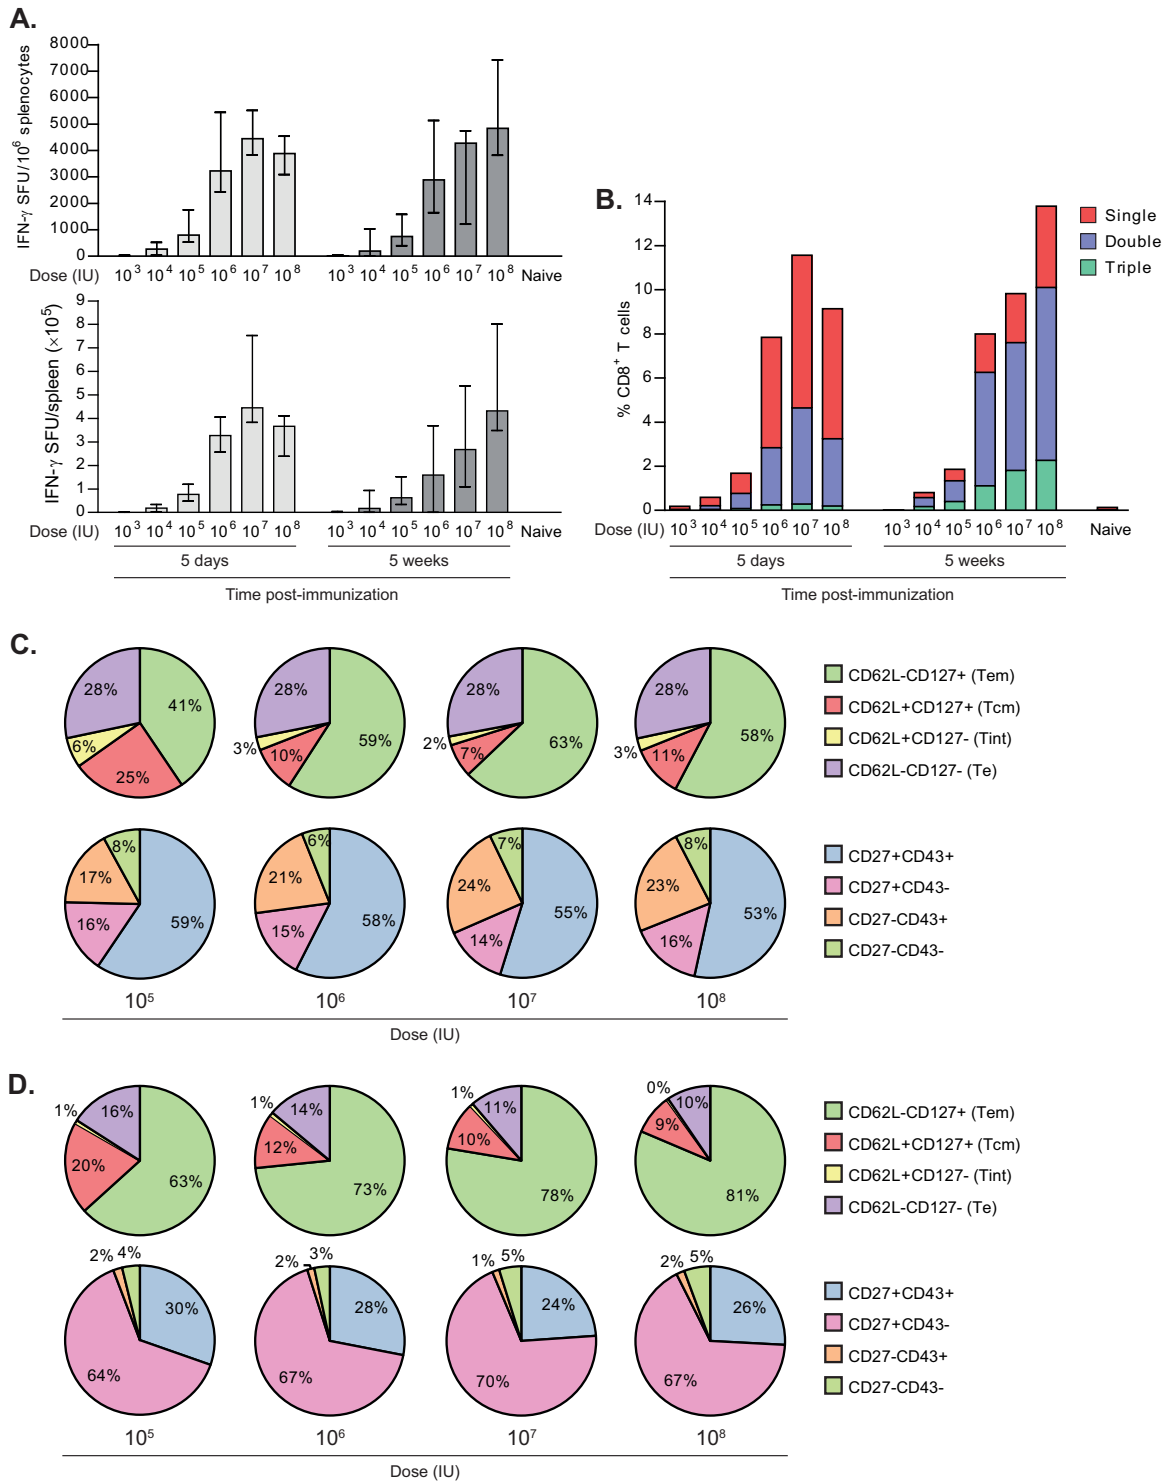 A.
IFN-γ SFU/10⁶ splenocytes
8000
7000
6000
5000
4000
3000
2000
1000
0
Dose (IU) 10³ 10⁴ 10⁵ 10⁶ 10⁷ 10⁸ 10³ 10⁴ 10⁵ 10⁶ 10⁷ 10⁸ Naive
IFN-γ SFU/spleen (×10⁵)
9
8
7
6
5
4
3
2
1
0
Dose (IU) 10³ 10⁴ 10⁵ 10⁶ 10⁷ 10⁸ 10³ 10⁴ 10⁵ 10⁶ 10⁷ 10⁸ Naive
5 days 5 weeks
Time post-immunization
B.
% CD8⁺ T cells
14
12
10
8
6
4
2
0
Single
Double
Triple
Dose (IU) 10³ 10⁴ 10⁵ 10⁶ 10⁷ 10⁸ 10³ 10⁴ 10⁵ 10⁶ 10⁷ 10⁸ Naive
5 days 5 weeks
Time post-immunization
C.
28% 41% 6% 25%
28% 59% 3% 10%
28% 63% 2% 7%
28% 58% 3% 11%
CD62L-CD127+ (Tem)
CD62L+CD127+ (Tcm)
CD62L+CD127- (Tint)
CD62L-CD127- (Te)
8% 17% 16% 59%
6% 21% 15% 58%
7% 24% 14% 55%
8% 23% 16% 53%
CD27+CD43+
CD27+CD43-
CD27-CD43+
CD27-CD43-
10⁵ 10⁶ 10⁷ 10⁸
Dose (IU)
D.
1% 16% 20% 63%
1% 14% 12% 73%
1% 11% 10% 78%
0% 10% 9% 81%
CD62L-CD127+ (Tem)
CD62L+CD127+ (Tcm)
CD62L+CD127- (Tint)
CD62L-CD127- (Te)
2% 4% 30% 64%
2% 3% 28% 67%
1% 5% 24% 70%
2% 5% 26% 67%
CD27+CD43+
CD27+CD43-
CD27-CD43+
CD27-CD43-
10⁵ 10⁶ 10⁷ 10⁸
Dose (IU)